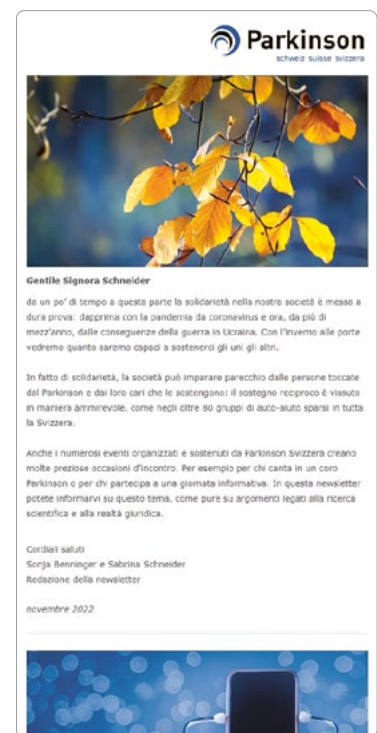 Parkinson
schweiz suisse svizzera
Gentile Signora Schneider
da un po' di tempo a questa parte la solidarietà nella nostra società è messa a
dura prova: dapprima con la pandemia da coronavirus e ora, da più di
mezz'anno, dalle conseguenze della guerra in Ucraina. Con l'inverno alle porte
vedremo quanto saremo capaci a sostenerci gli uni gli altri.
In fatto di solidarietà, la società può imparare parecchio dalle persone toccate
dal Parkinson e dai loro cari che le sostengono: il sostegno reciproco è vissuto
in maniera ammirevole, come negli oltre 80 gruppi di auto-aiuto sparsi in tutta
la Svizzera.
Anche i numerosi eventi organizzati e sostenuti da Parkinson Svizzera creano
molte preziose occasioni d'incontro. Per esempio per chi canta in un coro
Parkinson o per chi partecipa a una giornata informativa. In questa newsletter
potete informarvi su questo tema, come pure su argomenti legati alla ricerca
scientifica e alla realtà giuridica.
Cordiali saluti
Sonja Benninger e Sabrina Schneider
Redazione della newsletter
novembre 2022